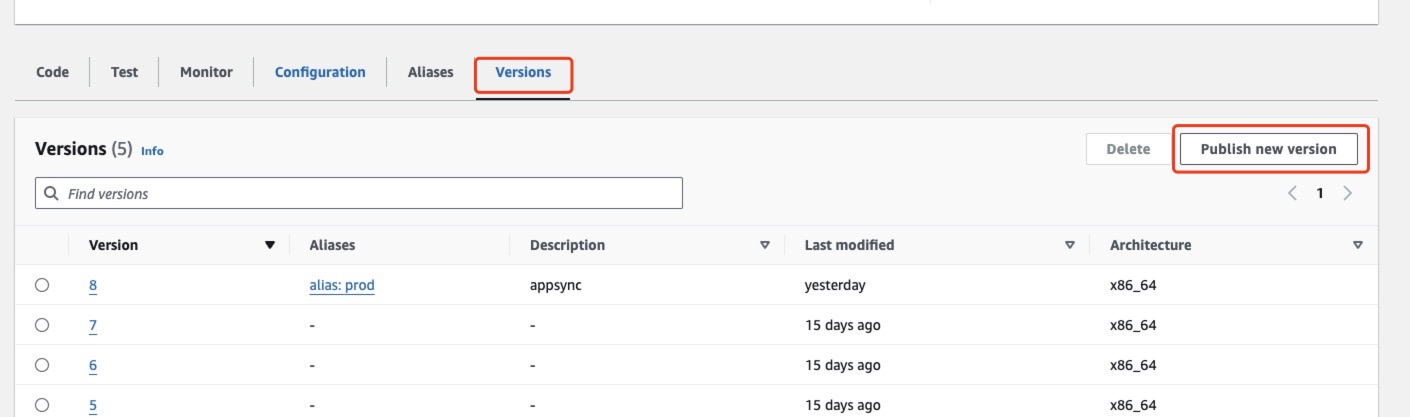 Code Test Monitor Configuration Aliases Versions
Versions (5) Info Delete Publish new version
Find versions 1
Version Aliases Description Last modified Architecture
8 alias: prod appsync yesterday x86_64
7 - - 15 days ago x86_64
6 - - 15 days ago x86_64
5 - - 15 days ago x86_64